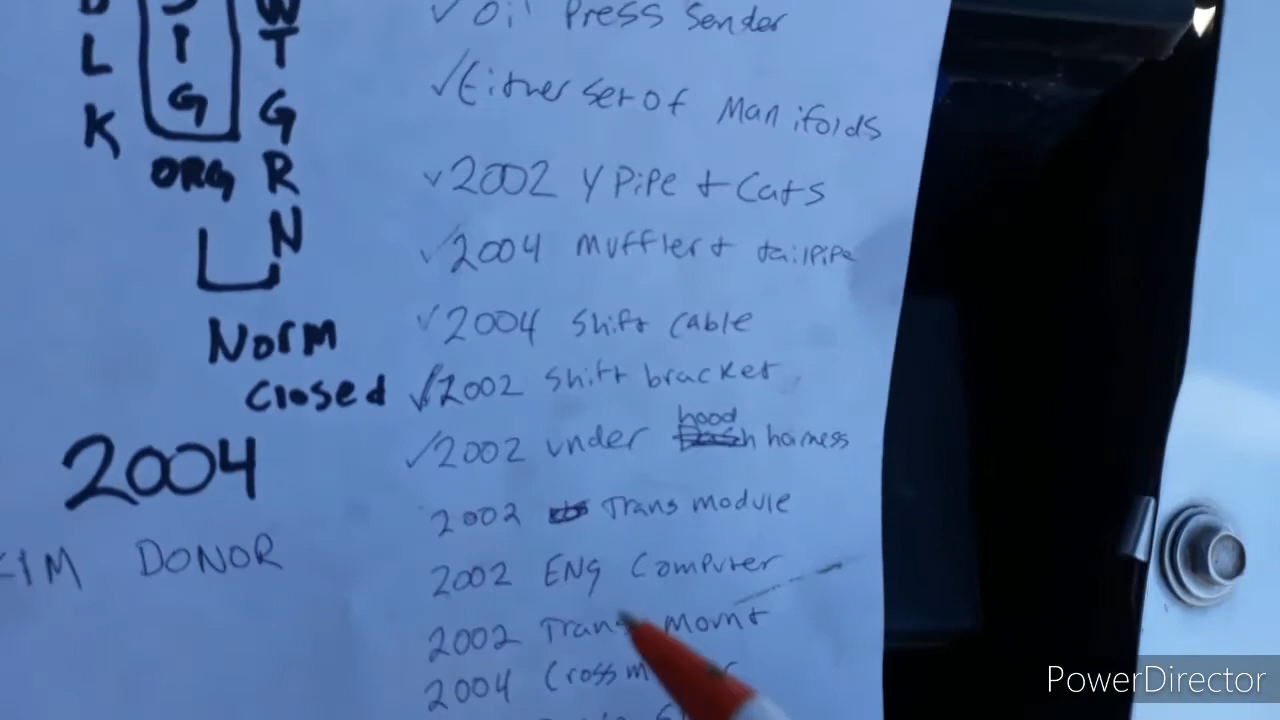 L
K
I
G
ORG
W
T
G
R
N
Norm
Closed
2004
DONOR
✓ Oil Press Sender
✓ Either set of Manifolds
✓ 2002 Y Pipe + Cats
✓ 2004 Muffler + tailpipe
✓ 2004 Shift Cable
✓ 2002 Shift bracket
✓ 2002 under hood harness
2002 Trans module
2002 ENG Computer
2002 Trans Mount
2004
PowerDirector